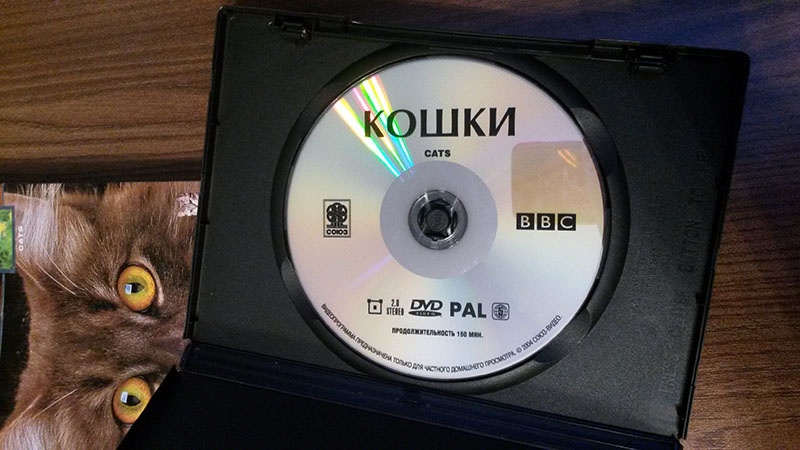 КОШКИ
CATS
СОЮЗ
BBC
2.0
STEREO
DVD
VIDEO
PAL
5
ПРОДОЛЖИТЕЛЬНОСТЬ 150 МИН.
ВИДЕОПРОГРАММА ПРЕДНАЗНАЧЕНА ТОЛЬКО ДЛЯ ЧАСТНОГО ДОМАШНЕГО ПРОСМОТРА. © 2004 СОЮЗ-ВИДЕО.
CATS